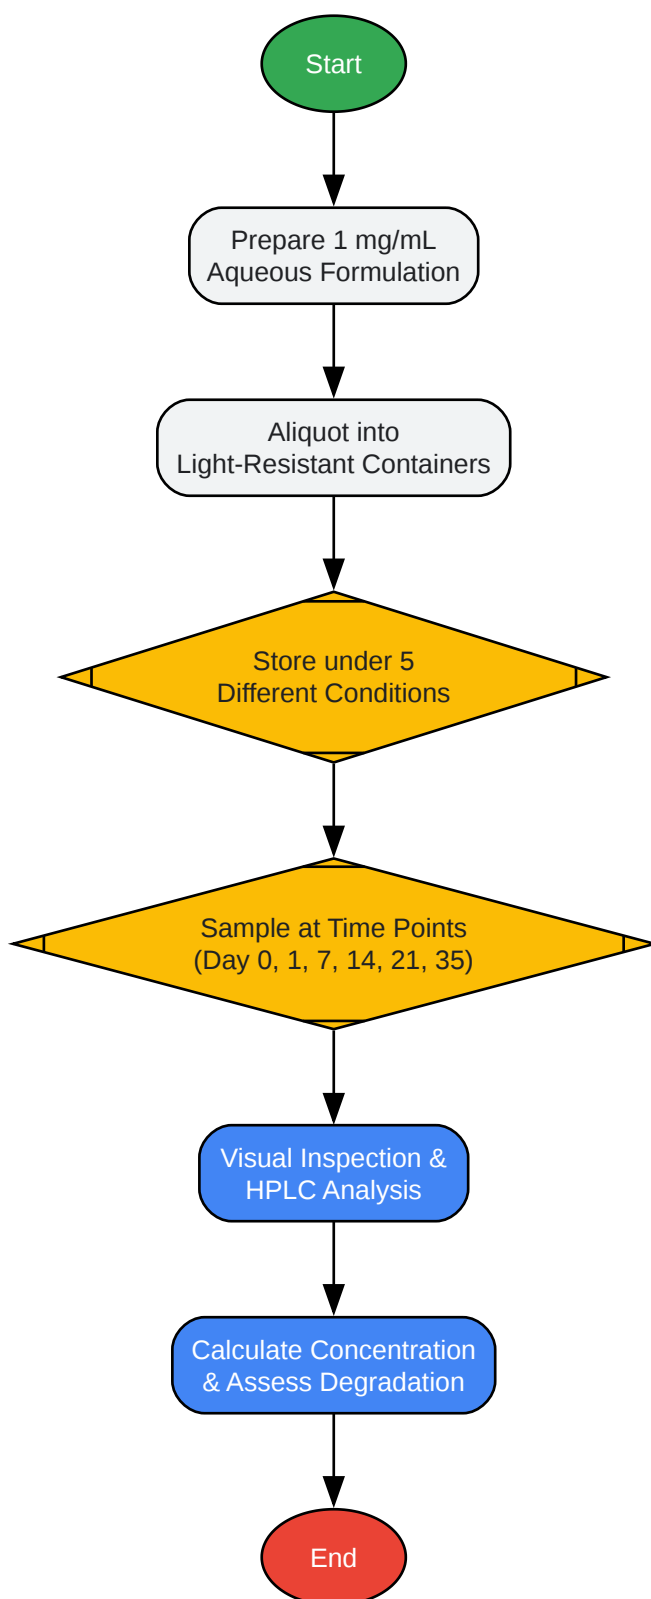 Start
Prepare 1 mg/mL
Aqueous Formulation
Aliquot into
Light-Resistant Containers
Store under 5
Different Conditions
Sample at Time Points
(Day 0, 1, 7, 14, 21, 35)
Visual Inspection &
HPLC Analysis
Calculate Concentration
& Assess Degradation
End